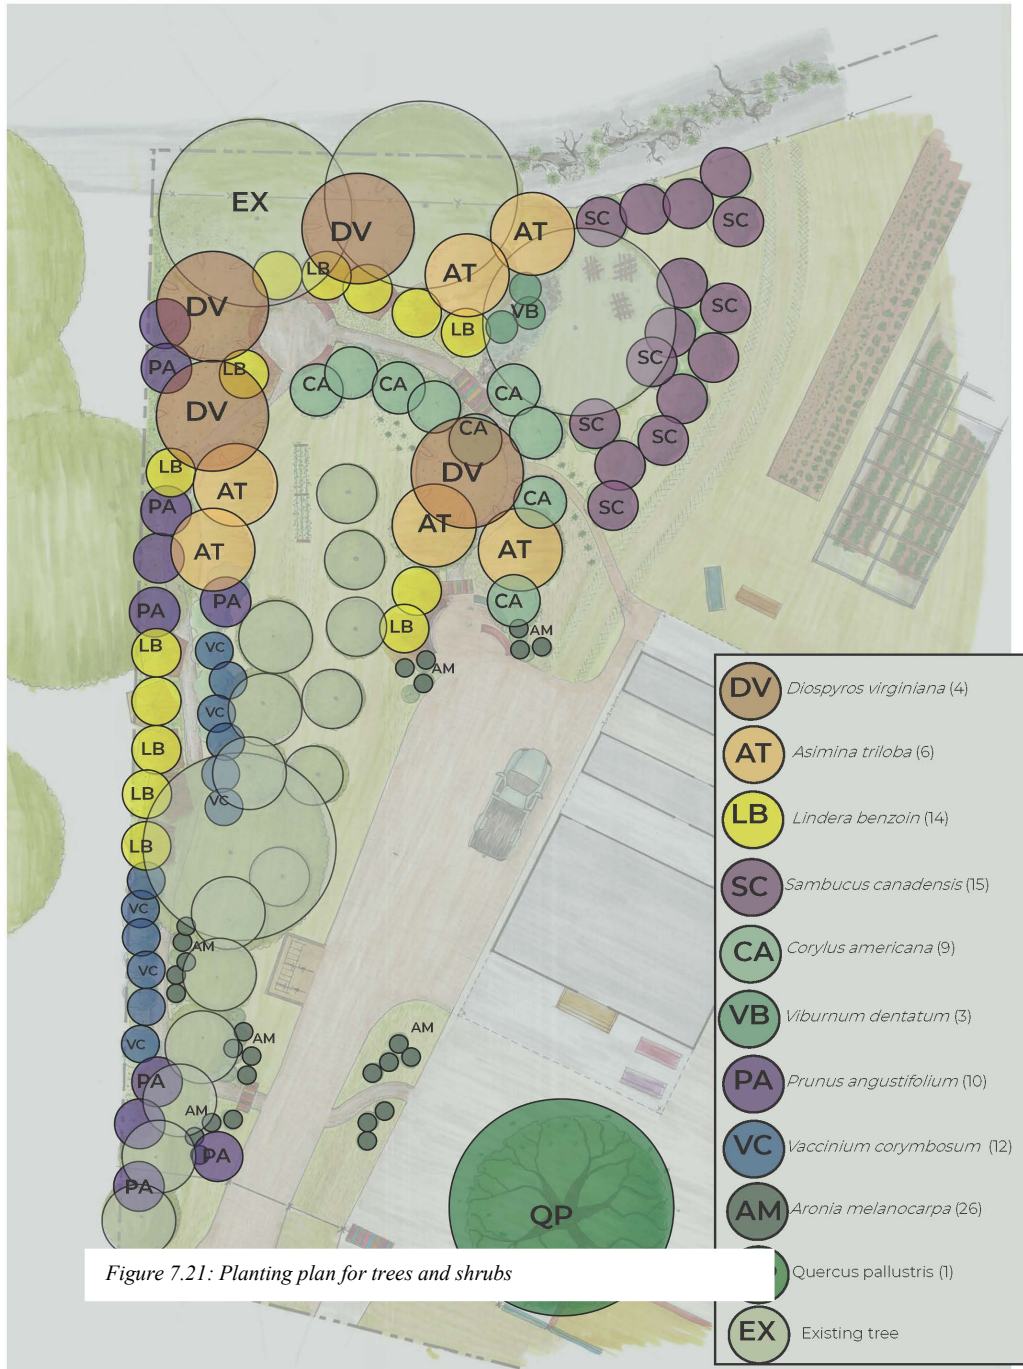 EX
DV
AT
SC
SC
AT
LB
DV
SC
VB
LB
PA
LB
SC
CA
CA
CA
DV
SC
CA
SC
LB
DV
AT
CA
SC
PA
AT
AT
AT
PA
PA
CA
LB
AM
LB
VC
AM
VC
LB
LB
VC
LB
VC
AM
VC
VC
AM
AM
PA
AM
PA
PA
QP
DV Diospyros virginiana (4)
AT Asimina triloba (6)
LB Lindera benzoin (14)
SC Sambucus canadensis (15)
CA Corylus americana (9)
VB Viburnum dentatum (3)
PA Prunus angustifolium (10)
VC Vaccinium corymbosum (12)
AM Aronia melanocarpa (26)
Quercus pallustris (1)
EX Existing tree
Figure 7.21: Planting plan for trees and shrubs